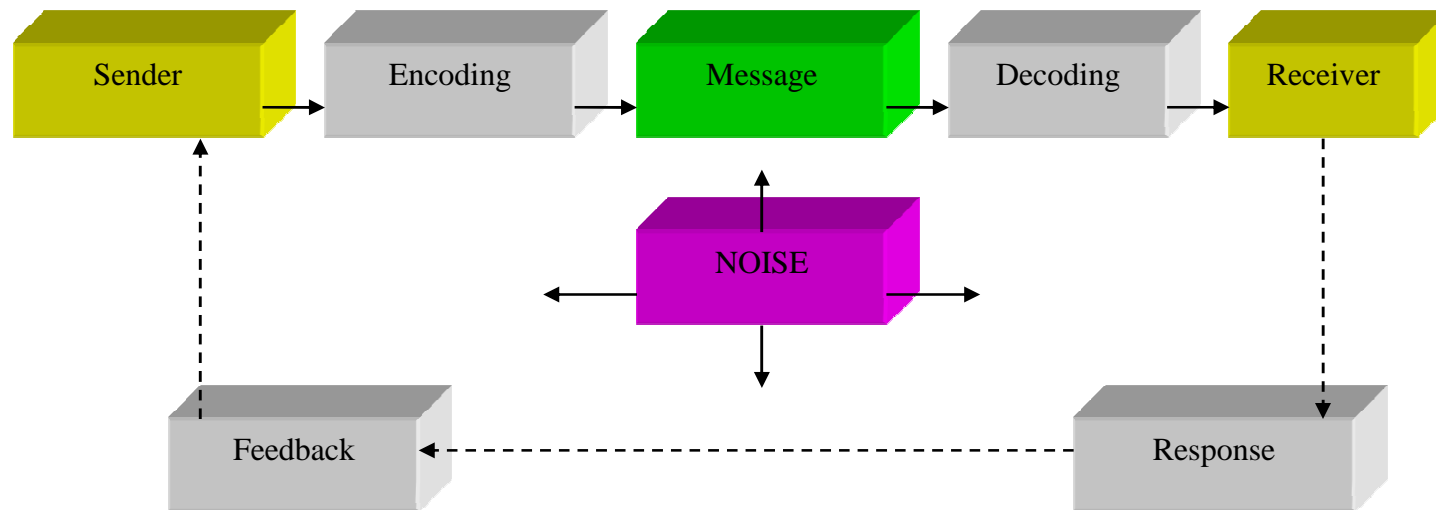 Sender
Encoding
Message
Decoding
Receiver
NOISE
Feedback
Response